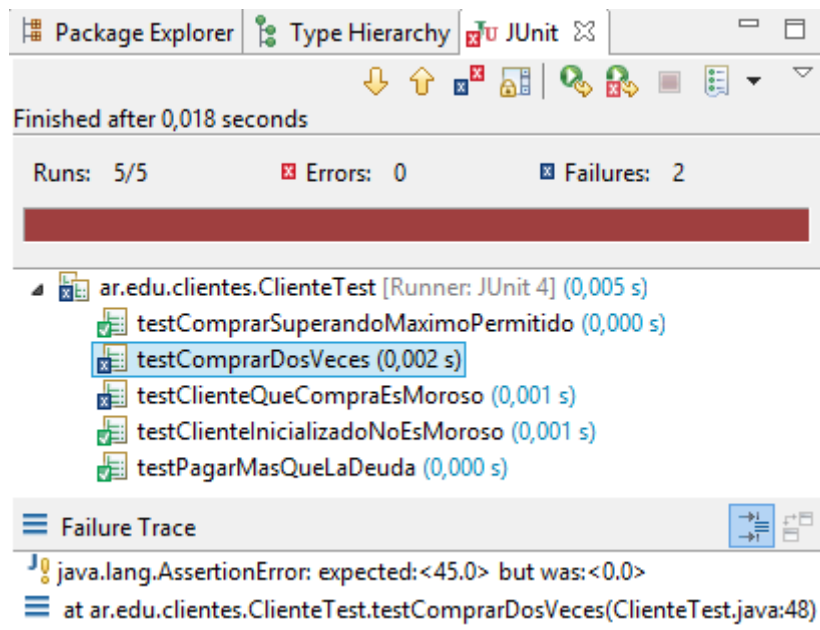 Package Explorer Type Hierarchy JUnit
Finished after 0,018 seconds
Runs: 5/5 Errors: 0 Failures: 2
ar.edu.clientes.ClienteTest [Runner: JUnit 4] (0,005 s)
testComprarSuperandoMaximoPermitido (0,000 s)
testComprarDosVeces (0,002 s)
testClienteQueCompraEsMoroso (0,001 s)
testClienteInicializadoNoEsMoroso (0,001 s)
testPagarMasQueLaDeuda (0,000 s)
Failure Trace
java.lang.AssertionError: expected:<45.0> but was:<0.0>
at ar.edu.clientes.ClienteTest.testComprarDosVeces(ClienteTest.java:48)